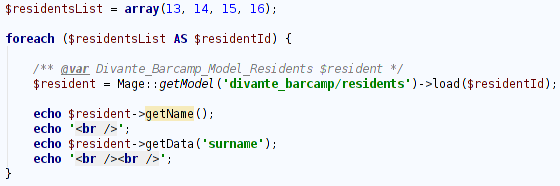 $residentsList = array(13, 14, 15, 16);
foreach ($residentsList AS $residentId) {
/** @var Divante_Barcamp_Model_Residents $resident */
$resident = Mage::getModel('divante_barcamp/residents')->load($residentId);
echo $resident->getName();
echo '<br />';
echo $resident->getData('surname');
echo '<br /><br />';
}